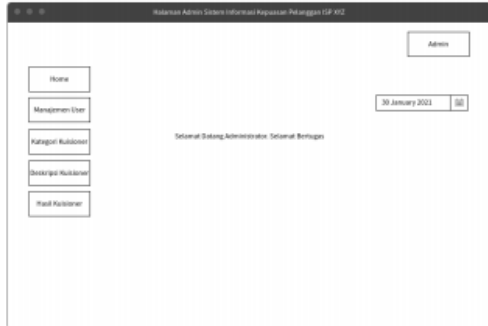 Halaman Admin Sistem Informasi Kepuasan Pelanggan ISP XYZ
Admin
Home
30 January 2021
Manajemen User
Kategori Kuisioner
Selamat Datang Administrator. Selamat Bertugas
Deskripsi Kuisioner
Hasil Kuisioner